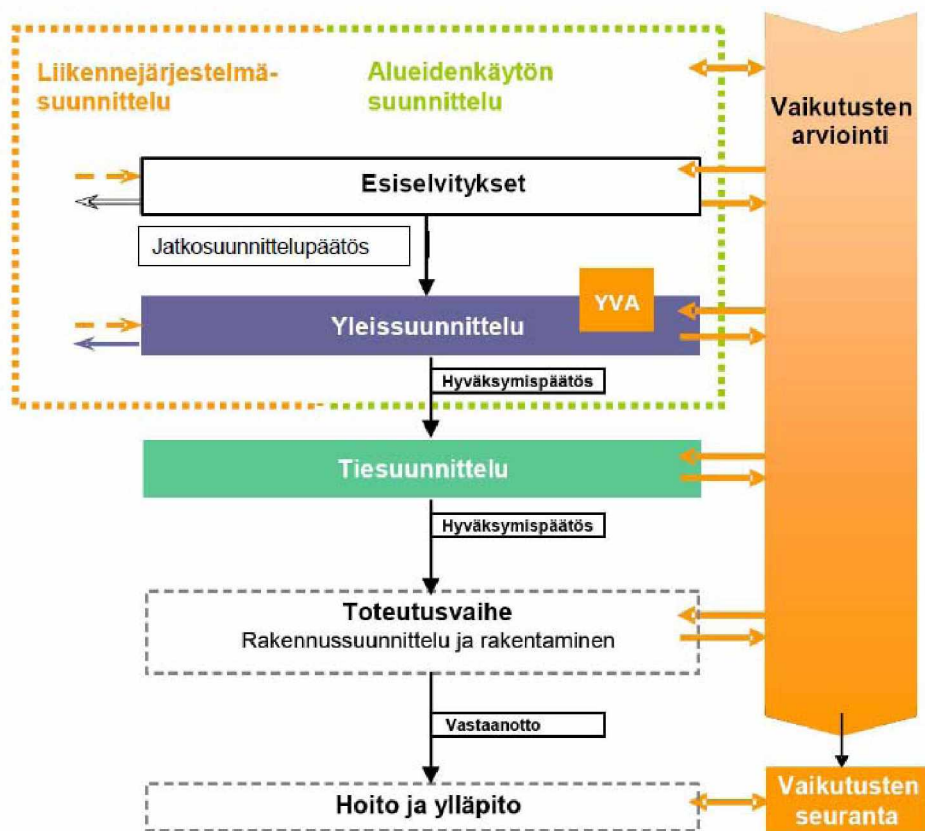 Liikennejärjestelmä-
suunnittelu
Alueidenkäytön
suunnittelu
Vaikutusten
arviointi
Esiselvitykset
Jatkosuunnittelupäätös
YVA
Yleissuunnittelu
Hyväksymispäätös
Tiesuunnittelu
Hyväksymispäätös
Toteutusvaihe
Rakennussuunnittelu ja rakentaminen
Vastaanotto
Hoito ja ylläpito
Vaikutusten
seuranta